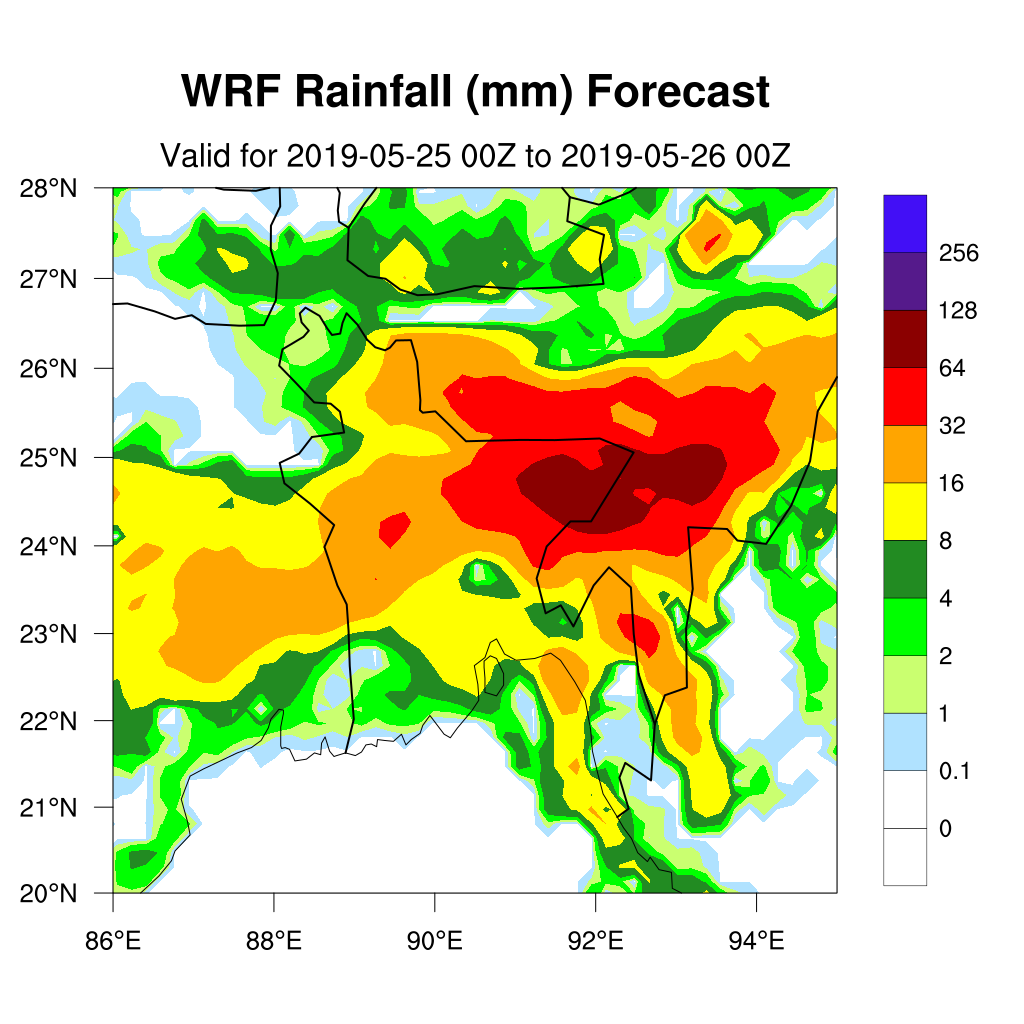 WRF Rainfall (mm) Forecast
Valid for 2019-05-25 00Z to 2019-05-26 00Z
28°N
27°N
26°N
25°N
24°N
23°N
22°N
21°N
20°N
86°E
88°E
90°E
92°E
94°E
256
128
64
32
16
8
4
2
1
0.1
0